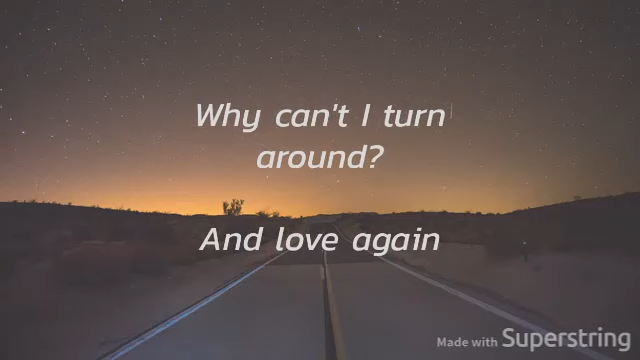 Why can't I turn
around?
And love again
Made with Superstring